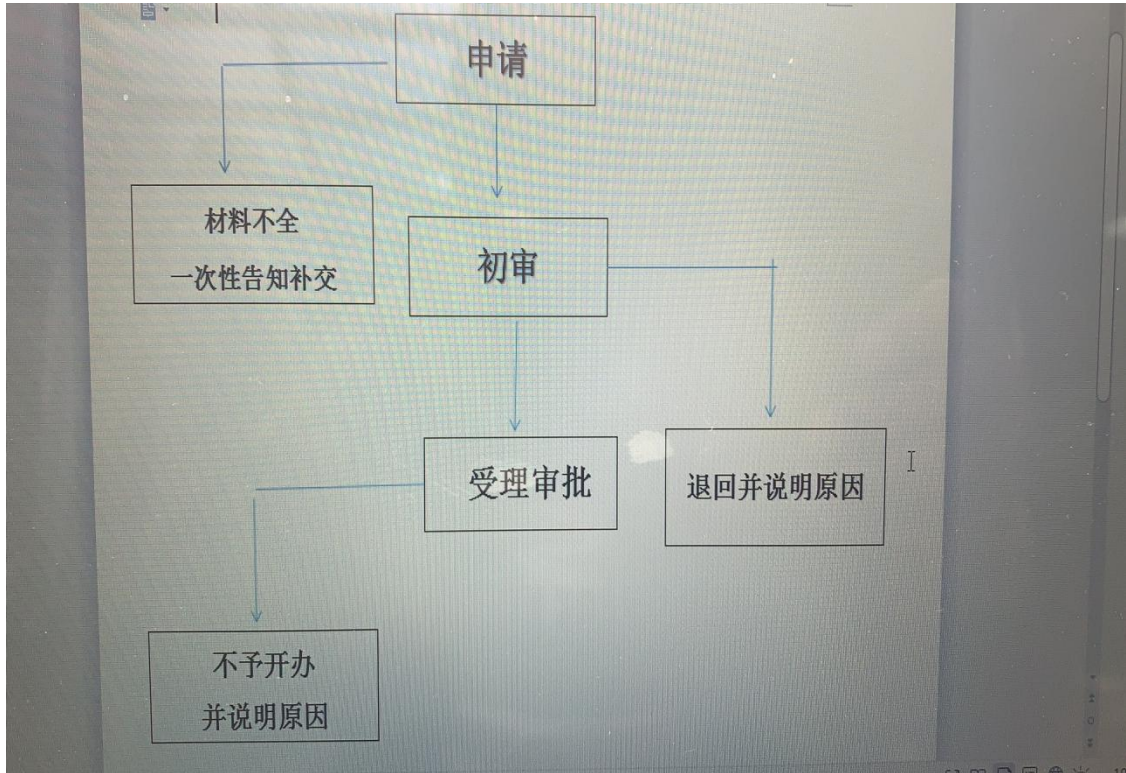 申请
材料不全
一次性告知补交
初审
受理审批
退回并说明原因
不予开办
并说明原因